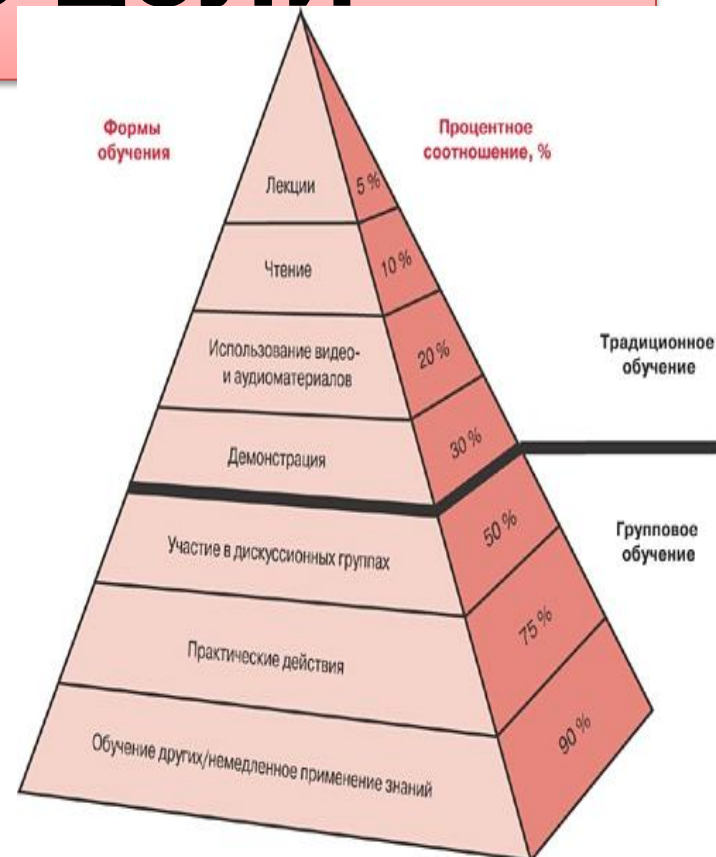 Формы
обучения
Процентное
соотношение, %
Лекции
5 %
Чтение
10 %
Использование видео-
и аудиоматериалов
20 %
Традиционное
обучение
Демонстрация
30 %
Участие в дискуссионных группах
50 %
Групповое
обучение
Практические действия
75 %
Обучение других/немедленное применение знаний
90 %